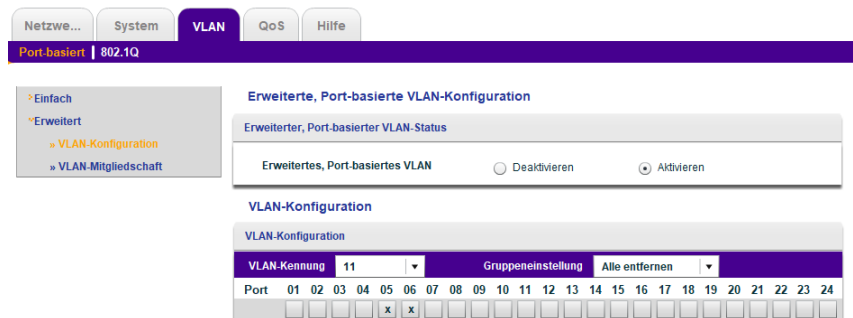 Netzwe... System VLAN QoS Hilfe
Port-basiert 802.1Q
Einfach
Erweitert
» VLAN-Konfiguration
» VLAN-Mitgliedschaft
Erweiterte, Port-basierte VLAN-Konfiguration
Erweiterter, Port-basierter VLAN-Status
Erweitertes, Port-basiertes VLAN Deaktivieren Aktivieren
VLAN-Konfiguration
VLAN-Konfiguration
VLAN-Kennung 11 Gruppeneinstellung Alle entfernen
Port 01 02 03 04 05 06 07 08 09 10 11 12 13 14 15 16 17 18 19 20 21 22 23 24
x x